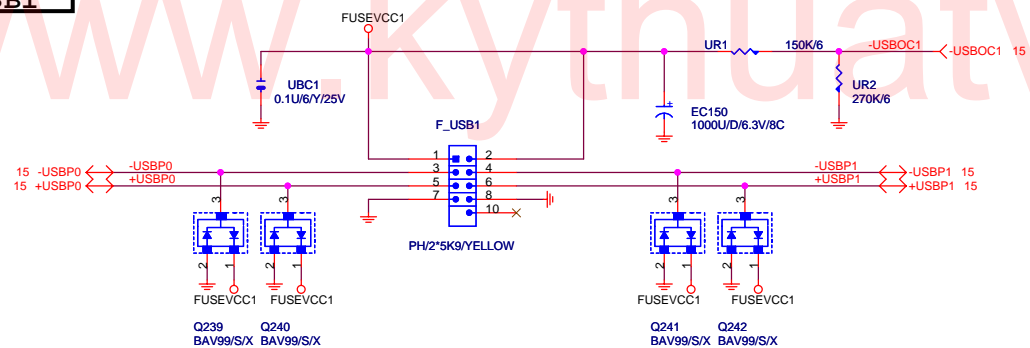 www.kythuatv
FUSEVCC1
UR1 150K/6 -USBOC1 -USBOC1 15
UBC1
0.1U/6/Y/25V
UR2
270K/6
EC150
1000U/D/6.3V/8C
F_USB1
1 2
15 -USBP0 -USBP0 3 4 -USBP1 -USBP1 15
15 +USBP0 +USBP0 5 6 +USBP1 +USBP1 15
7 8
10
3 3 3 3
PH/2*5K9/YELLOW
2 1 2 1 2 1 2 1
FUSEVCC1 FUSEVCC1 FUSEVCC1 FUSEVCC1
Q239 Q240 Q241 Q242
BAV99/S/X BAV99/S/X BAV99/S/X BAV99/S/X